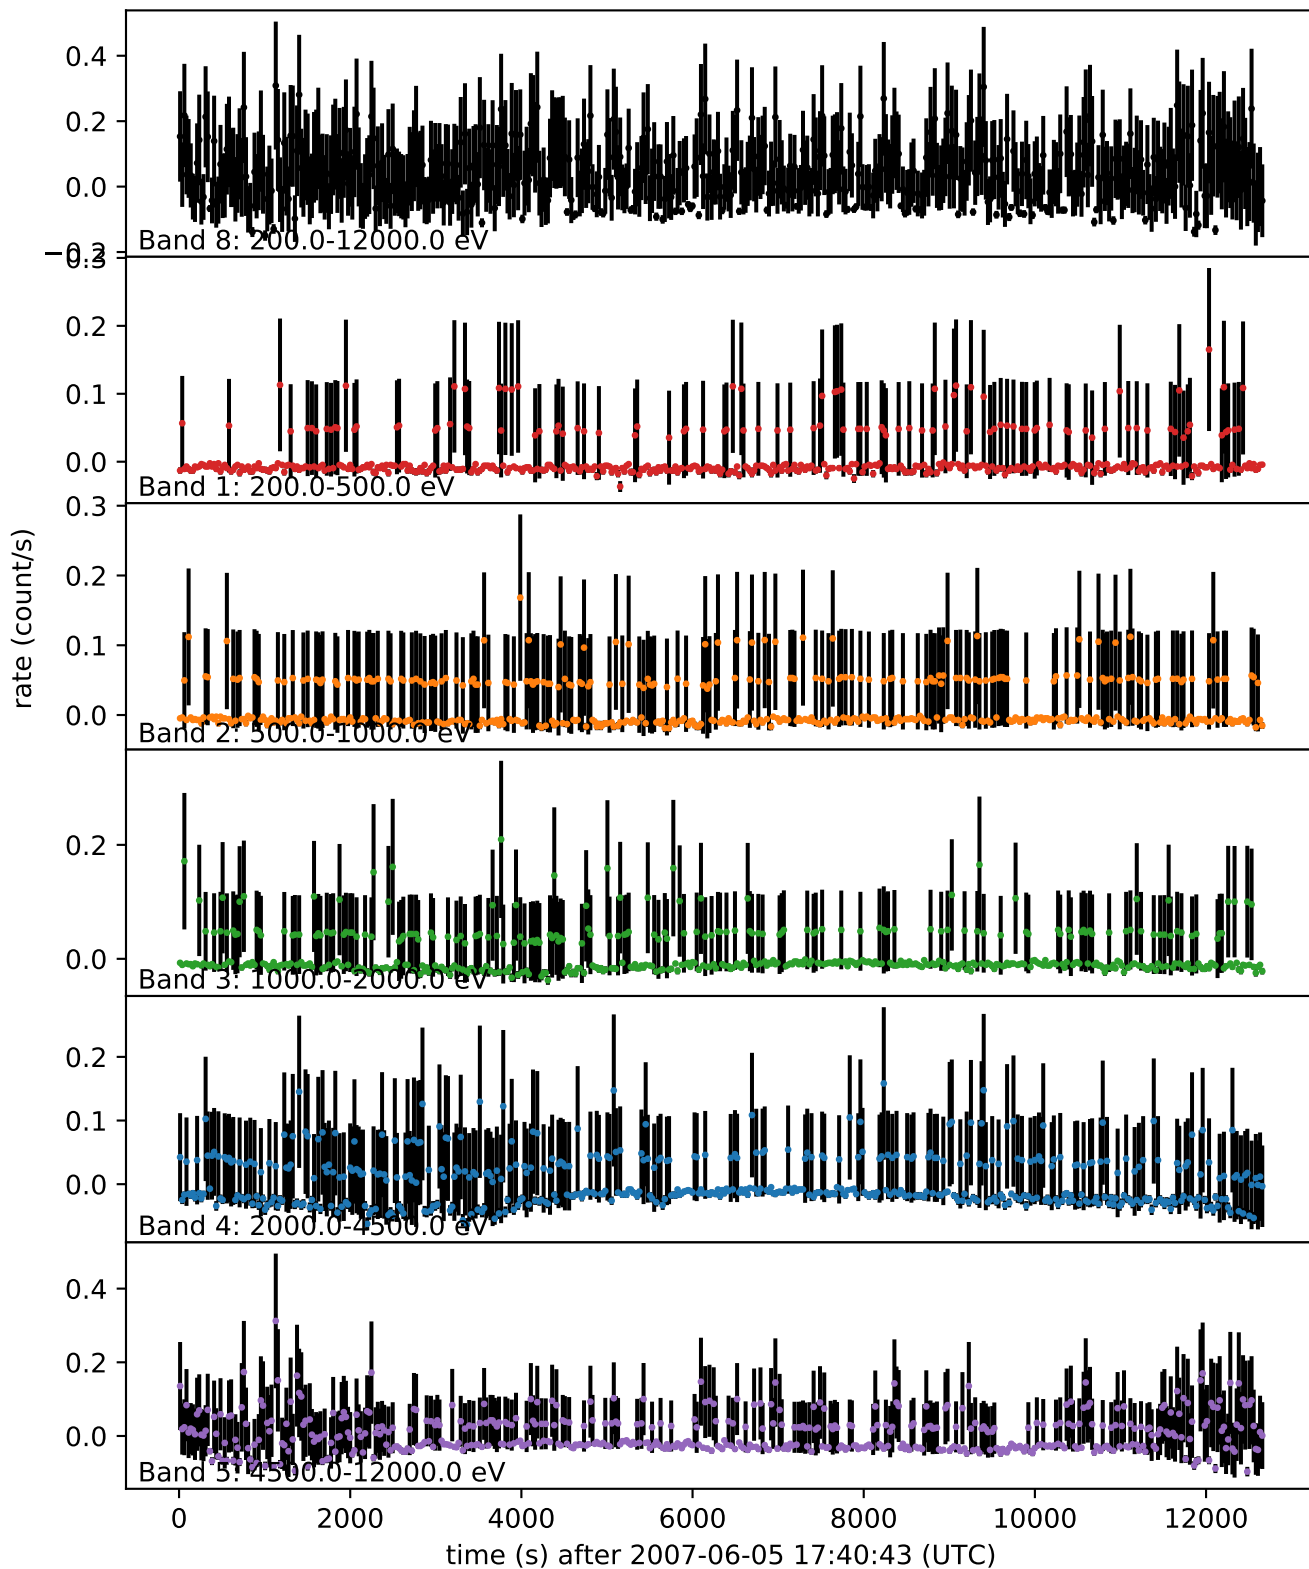 0.4
0.2
0.0
−0.2
Band 8: 200.0-12000.0 eV
0.3
0.2
0.1
0.0
Band 1: 200.0-500.0 eV
0.3
0.2
0.1
0.0
Band 2: 500.0-1000.0 eV
rate (count/s)
0.2
0.0
Band 3: 1000.0-2000.0 eV
0.2
0.1
0.0
Band 4: 2000.0-4500.0 eV
0.4
0.2
0.0
Band 5: 4500.0-12000.0 eV
0 2000 4000 6000 8000 10000 12000
time (s) after 2007-06-05 17:40:43 (UTC)